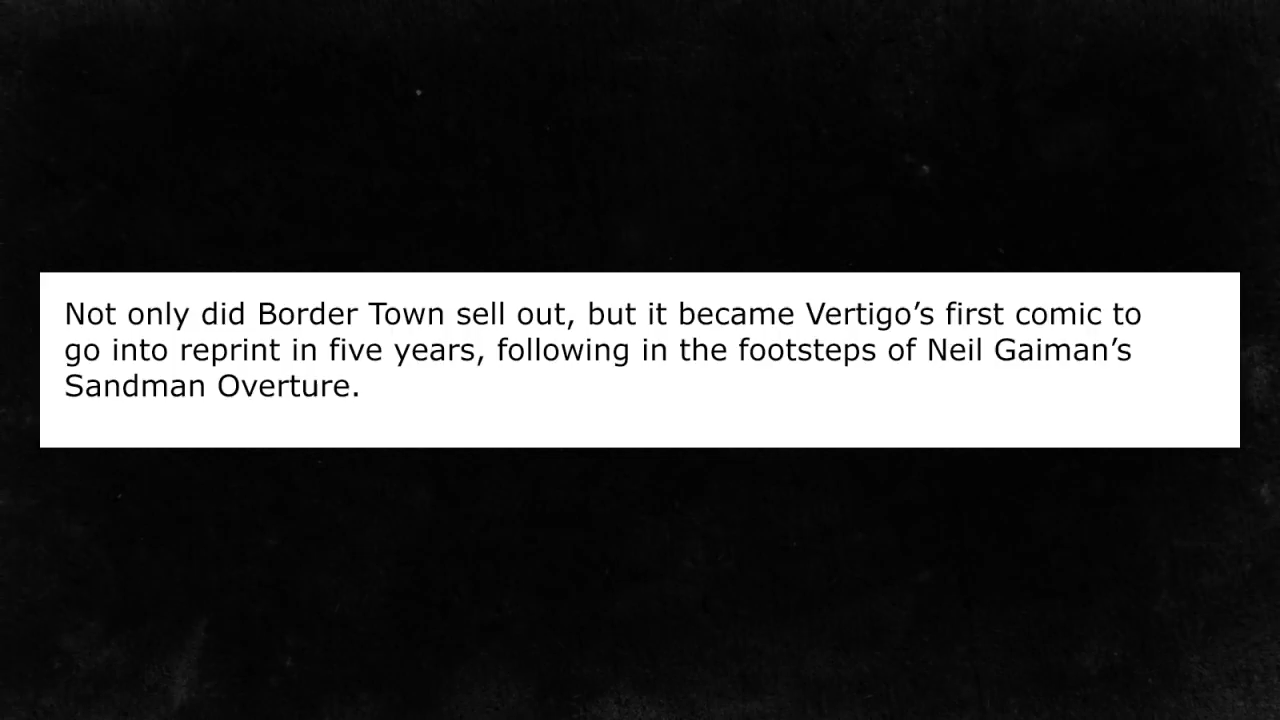 Not only did Border Town sell out, but it became Vertigo’s first comic to
go into reprint in five years, following in the footsteps of Neil Gaiman’s
Sandman Overture.